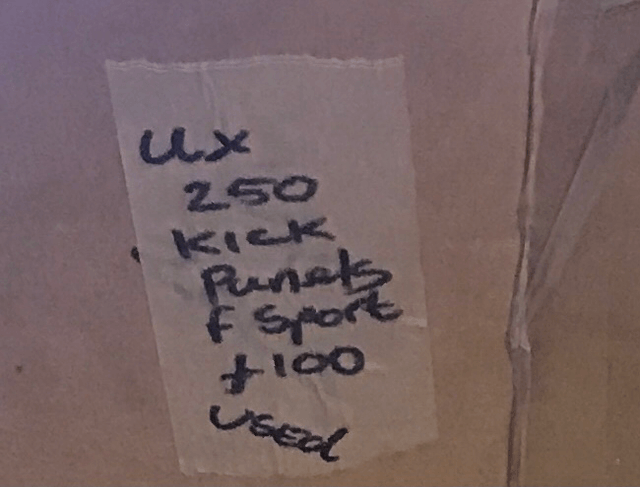 UX
250
Kick
Panels
F Sport
£100
used